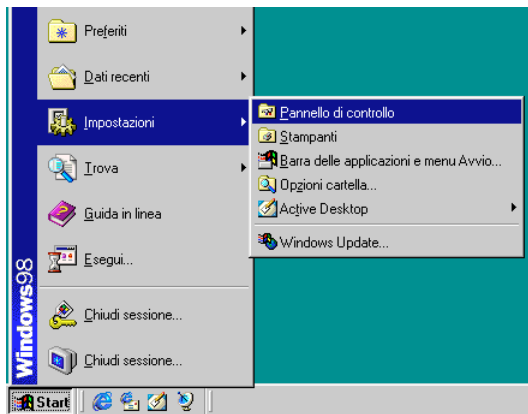 Preferiti
Dati recenti
Impostazioni
Trova
Guida in linea
Esegui...
Chiudi sessione...
Chiudi sessione...
Windows98
Pannello di controllo
Stampanti
Barra delle applicazioni e menu Avvio...
Opzioni cartella...
Active Desktop
Windows Update...
Start